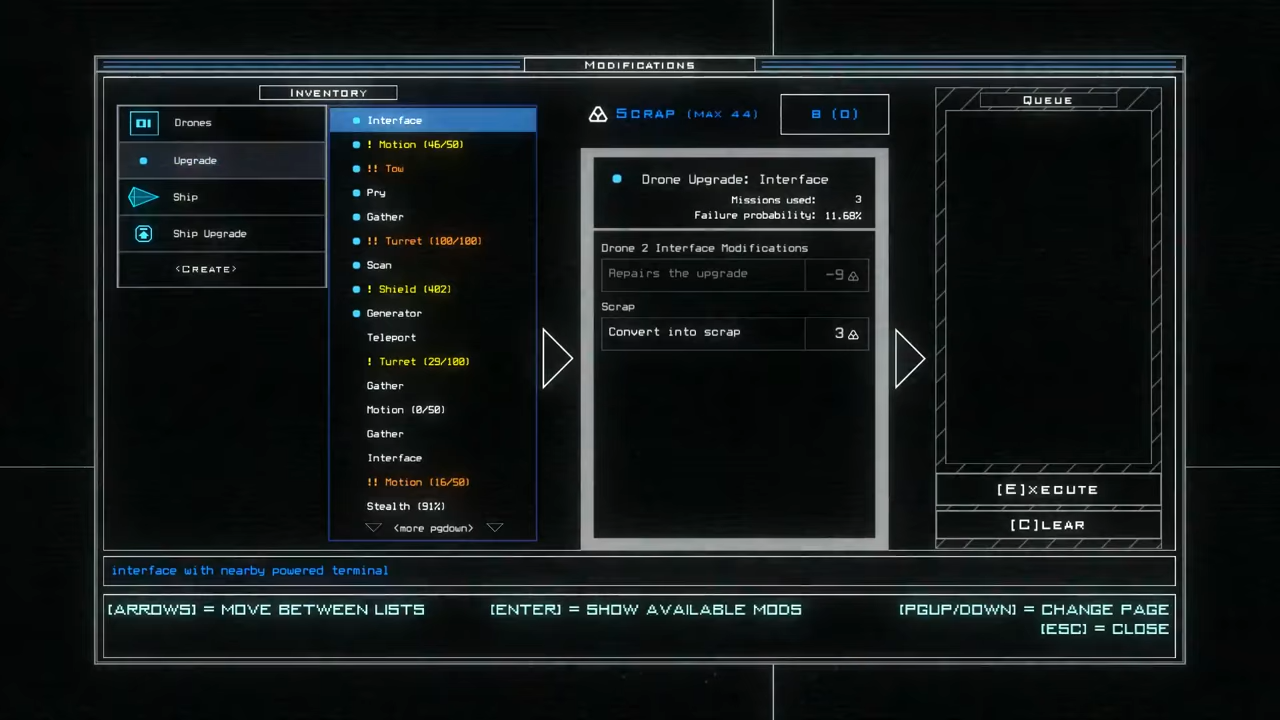 MODIFICATIONS
INVENTORY
Drones
Upgrade
Ship
Ship Upgrade
<CREATE>
Interface
! Motion (46/50)
!! Tow
Pry
Gather
!! Turret (100/100)
Scan
! Shield (402)
Generator
Teleport
! Turret (29/100)
Gather
Motion (0/50)
Gather
Interface
!! Motion (16/50)
Stealth (91%)
<more pgdown>
SCRAP (MAX 44)
8 (0)
Drone Upgrade: Interface
Missions used: 3
Failure probability: 11.68%
Drone 2 Interface Modifications
Repairs the upgrade -9
Scrap
Convert into scrap 3
QUEUE
[E]XECUTE
[C]LEAR
interface with nearby powered terminal
[ARROWS] = MOVE BETWEEN LISTS
[ENTER] = SHOW AVAILABLE MODS
[PGUP/DOWN] = CHANGE PAGE
[ESC] = CLOSE